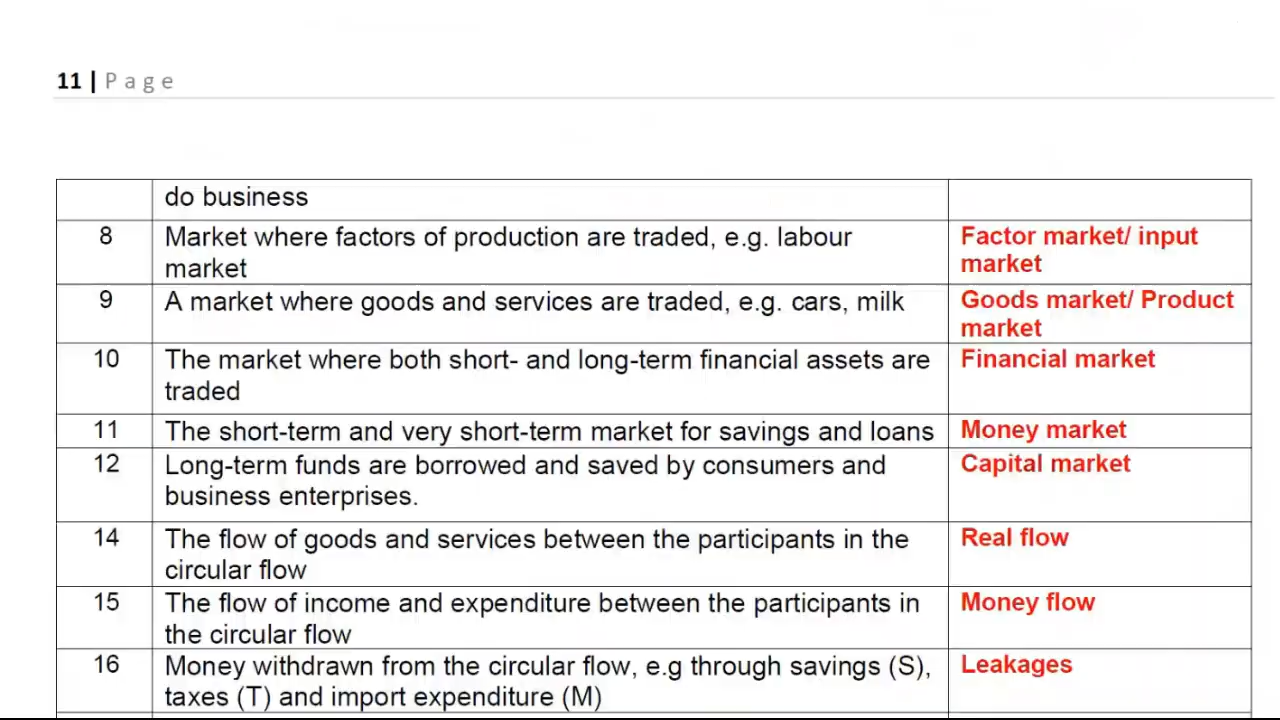 11 | Page
do business
8
Market where factors of production are traded, e.g. labour
market
Factor market/ input
market
9
A market where goods and services are traded, e.g. cars, milk
Goods market/ Product
market
10
The market where both short- and long-term financial assets are
traded
Financial market
11
The short-term and very short-term market for savings and loans
Money market
12
Long-term funds are borrowed and saved by consumers and
business enterprises.
Capital market
14
The flow of goods and services between the participants in the
circular flow
Real flow
15
The flow of income and expenditure between the participants in
the circular flow
Money flow
16
Money withdrawn from the circular flow, e.g through savings (S),
taxes (T) and import expenditure (M)
Leakages